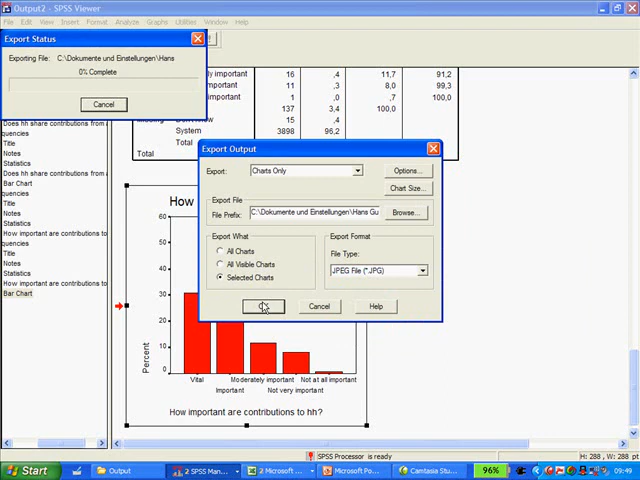 Output2 - SPSS Viewer
File Edit View Insert Format Analyze Graphs Utilities Window Help
Export Status
Exporting File: C:\Dokumente und Einstellungen\Hans
0% Complete
Cancel
important 16 ,4 11,7 91,2
important 11 ,3 8,0 99,3
important 1 ,0 ,7 100,0
137 3,4 100,0
15 ,4
System 3898 96,2
Total
Total
Does hh share contributions from
quencies
Title
Notes
Statistics
Does hh share contributions from
Bar Chart
quencies
Title
Notes
Statistics
How important are contributions to
quencies
Title
Notes
Statistics
How important are contributions to
Bar Chart
Export Output
Export: Charts Only Options...
Chart Size...
Export File
File Prefix: C:\Dokumente und Einstellungen\Hans Gu Browse...
Export What
All Charts
All Visible Charts
Selected Charts
Export Format
File Type:
JPEG File (*.JPG)
Cancel Help
How
60
50
40
30
20
10
0
Percent
Vital Moderately important Not at all important
Important Not very important
How important are contributions to hh?
SPSS Processor is ready H: 288 , W: 288 pt
Start Output 2 SPSS Man... 2 Microsoft ... Microsoft Po... Camtasia Stu... 96% 09:49